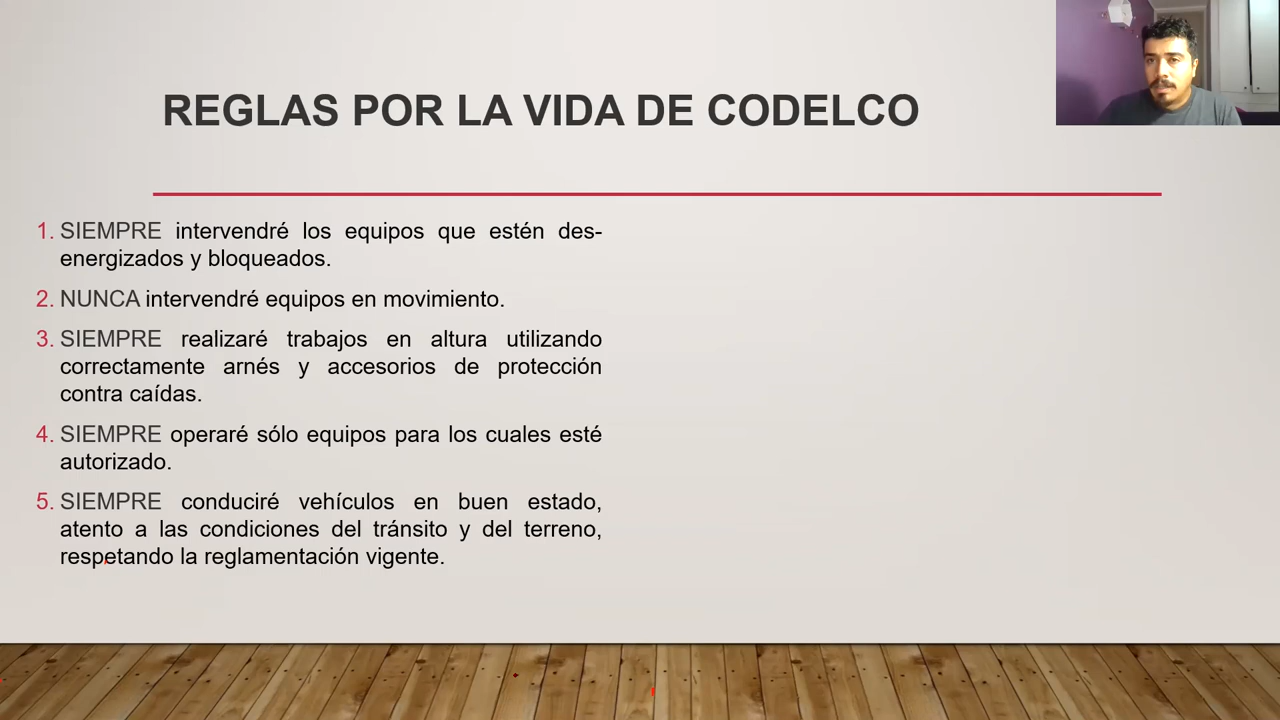 REGLAS POR LA VIDA DE CODELCO
1. SIEMPRE intervendré los equipos que estén des-
energizados y bloqueados.
2. NUNCA intervendré equipos en movimiento.
3. SIEMPRE realizaré trabajos en altura utilizando
correctamente arnés y accesorios de protección
contra caídas.
4. SIEMPRE operaré sólo equipos para los cuales esté
autorizado.
5. SIEMPRE conduciré vehículos en buen estado,
atento a las condiciones del tránsito y del terreno,
respetando la reglamentación vigente.